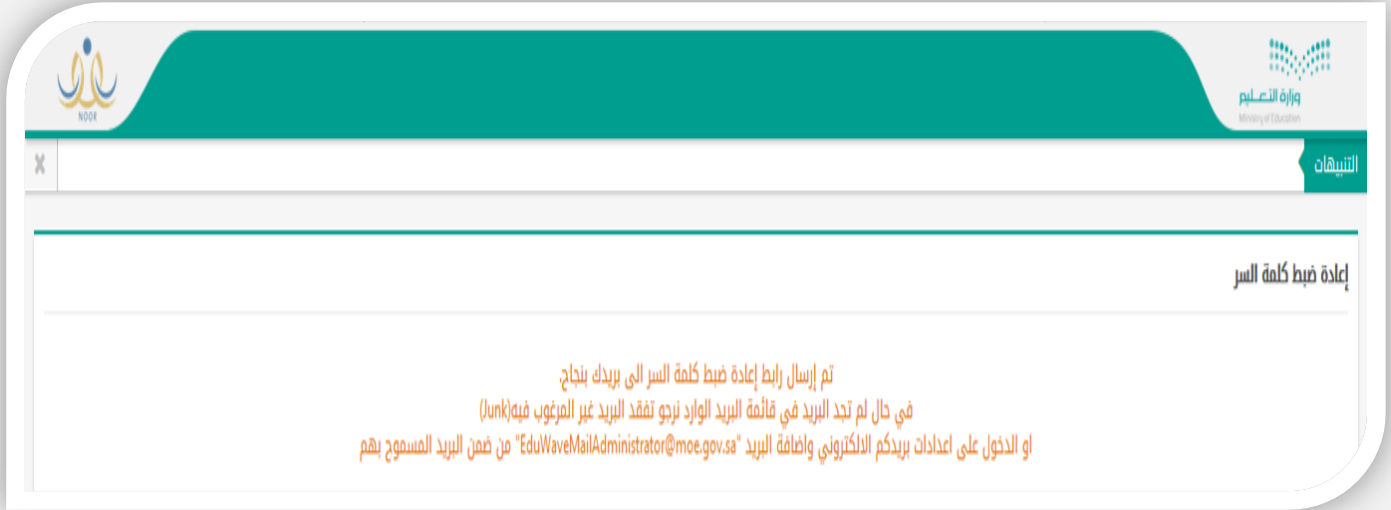 وزارة التعليم
Ministry of Education
NOOR
التنبيهات
إعادة ضبط كلمة السر
تم إرسال رابط إعادة ضبط كلمة السر الى بريدك بنجاح.
في حال لم تجد البريد في قائمة البريد الوارد نرجو تفقد البريد غير المرغوب فيه(Junk)
او الدخول على اعدادات بريدكم الالكتروني واضافة البريد "EduWaveMailAdministrator@moe.gov.sa" من ضمن البريد المسموح بهم